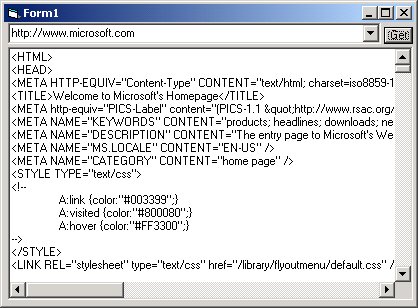 Form1
http://www.microsoft.com
Get
<HTML>
<HEAD>
<META HTTP-EQUIV="Content-Type" CONTENT="text/html; charset=iso8859-1
<TITLE>Welcome to Microsoft's Homepage</TITLE>
<META http-equiv="PICS-Label" content="(PICS-1.1 &quot;http://www.rsac.org/
<META NAME="KEYWORDS" CONTENT="products; headlines; downloads; ne
<META NAME="DESCRIPTION" CONTENT="The entry page to Microsoft's We
<META NAME="MS.LOCALE" CONTENT="EN-US" />
<META NAME="CATEGORY" CONTENT="home page" />
<STYLE TYPE="text/css">
<!--
A:link {color:"#003399";}
A:visited {color:"#800080";}
A:hover {color:"#FF3300";}
-->
</STYLE>
<LINK REL="stylesheet" type="text/css" href="/library/flyoutmenu/default.css" /